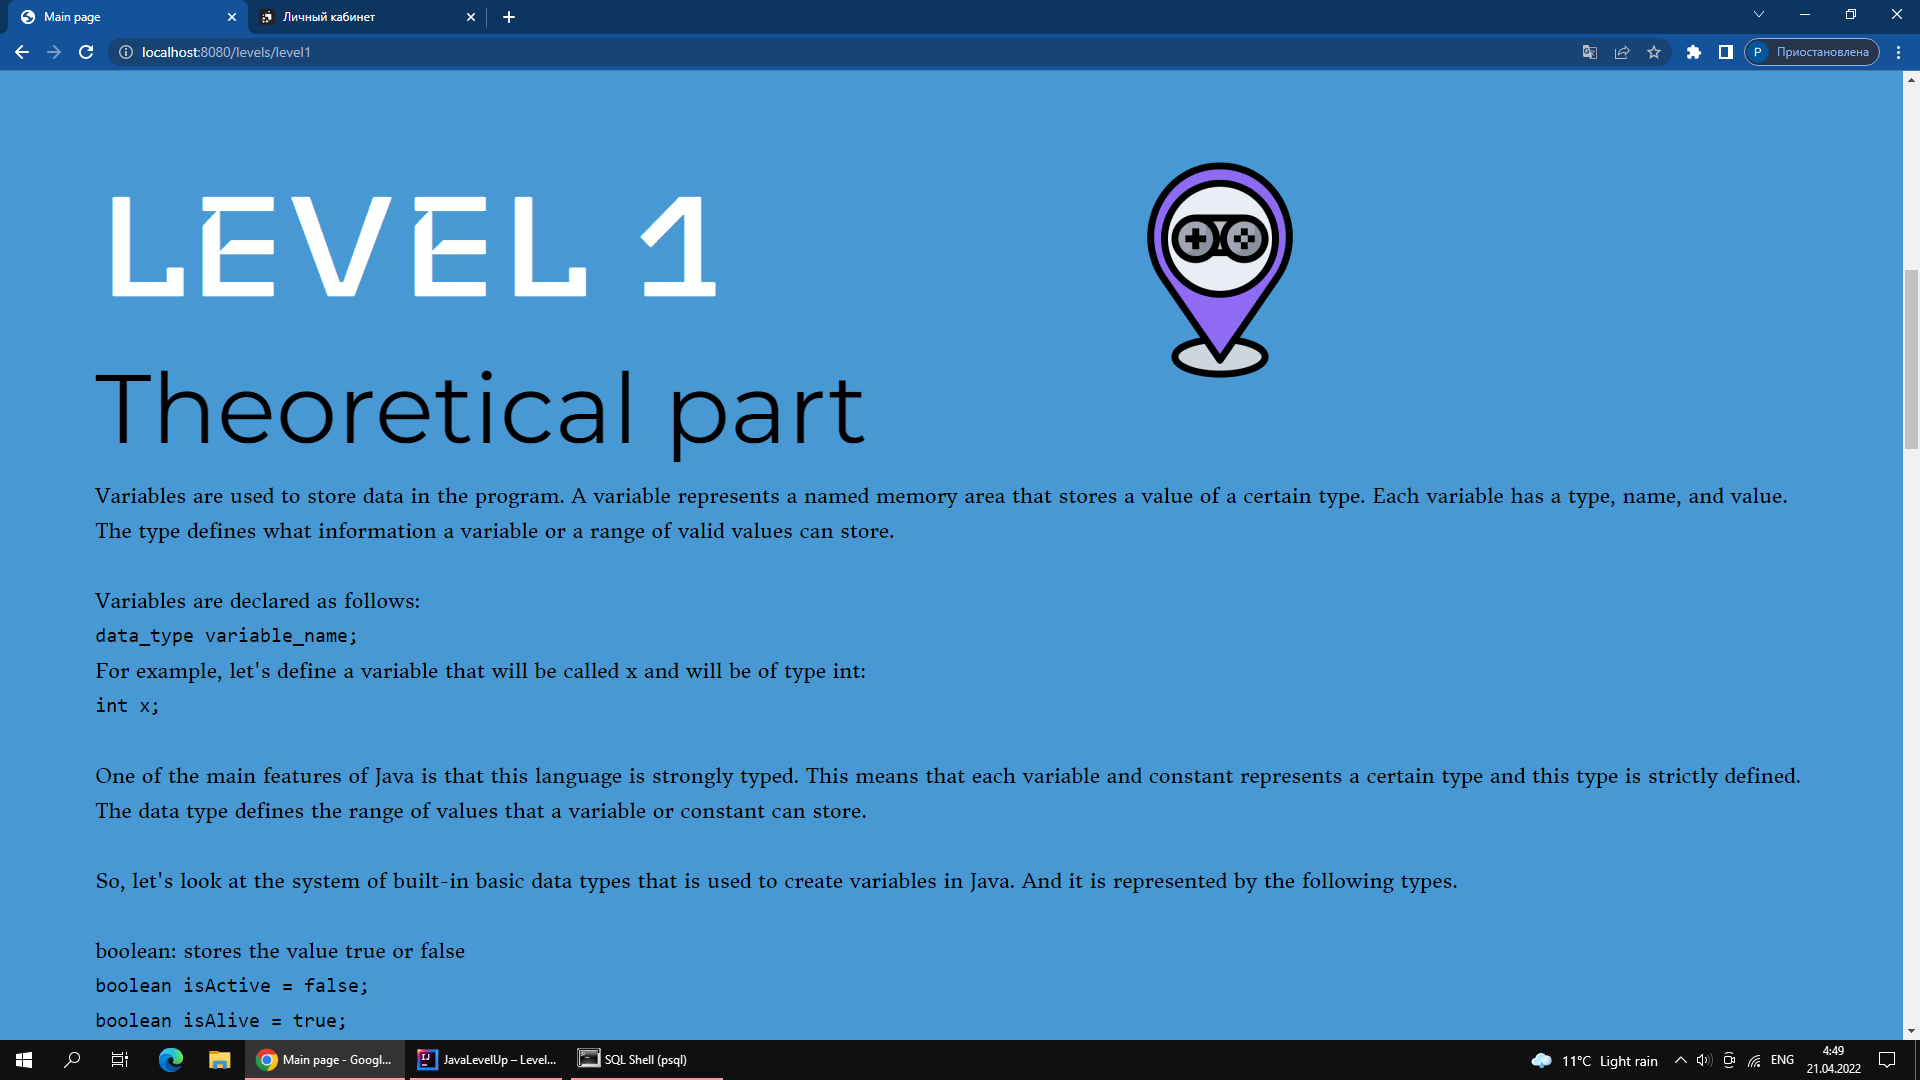 Main page
Личный кабинет
localhost:8080/levels/level1
P Приостановлена
LEVEL 1
Theoretical part
Variables are used to store data in the program. A variable represents a named memory area that stores a value of a certain type. Each variable has a type, name, and value.
The type defines what information a variable or a range of valid values can store.
Variables are declared as follows:
data_type variable_name;
For example, let's define a variable that will be called x and will be of type int:
int x;
One of the main features of Java is that this language is strongly typed. This means that each variable and constant represents a certain type and this type is strictly defined.
The data type defines the range of values that a variable or constant can store.
So, let's look at the system of built-in basic data types that is used to create variables in Java. And it is represented by the following types.
boolean: stores the value true or false
boolean isActive = false;
boolean isAlive = true;
Main page - Googl...
IJ JavaLevelUp – Level...
SQL Shell (psql)
11°C Light rain
ENG
4:49
21.04.2022